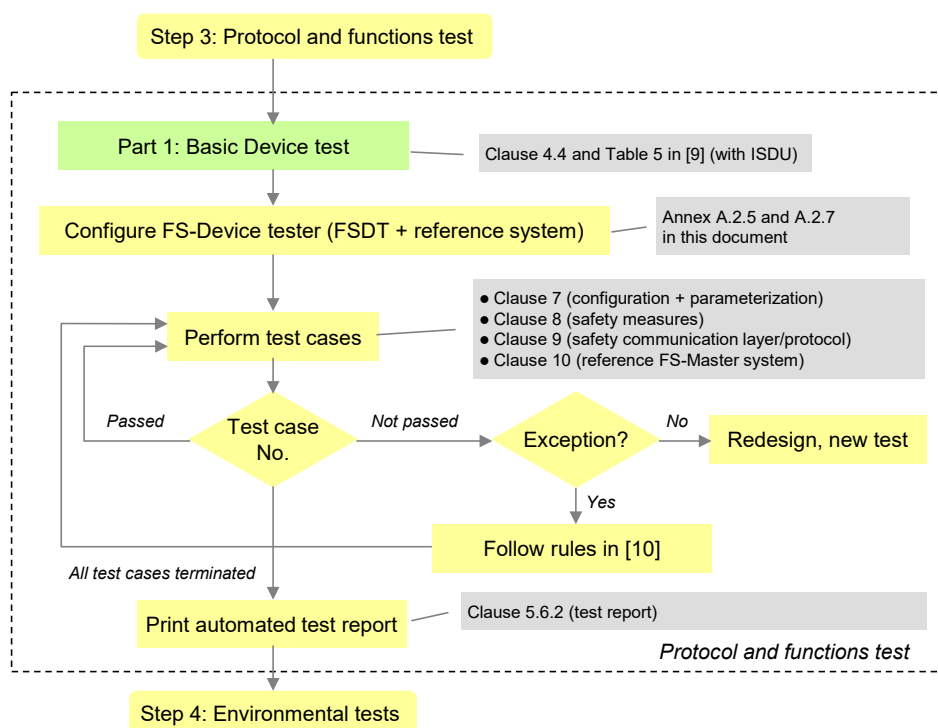 Step 3: Protocol and functions test
Part 1: Basic Device test
Clause 4.4 and Table 5 in [9] (with ISDU)
Configure FS-Device tester (FSDT + reference system)
Annex A.2.5 and A.2.7
in this document
Perform test cases
● Clause 7 (configuration + parameterization)
● Clause 8 (safety measures)
● Clause 9 (safety communication layer/protocol)
● Clause 10 (reference FS-Master system)
Passed
Test case
No.
Not passed
Exception?
No
Redesign, new test
Yes
Follow rules in [10]
All test cases terminated
Print automated test report
Clause 5.6.2 (test report)
Protocol and functions test
Step 4: Environmental tests